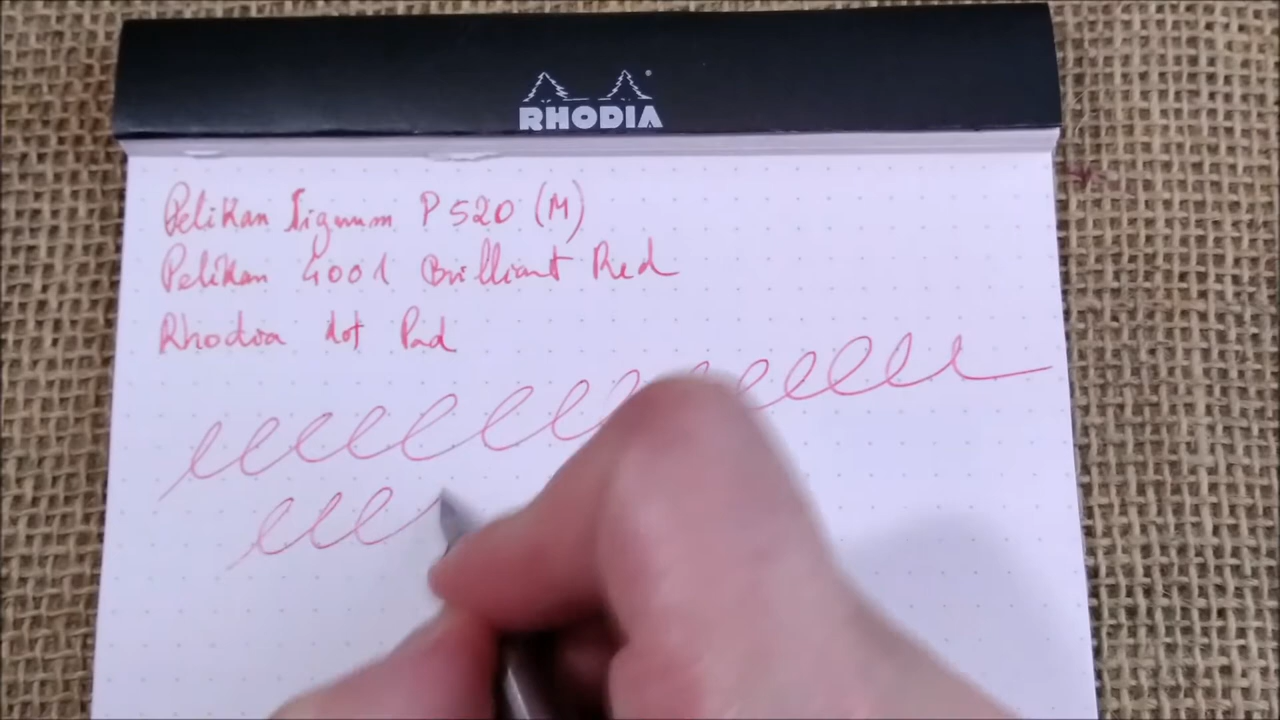 RHODIA
Pelikan Signum P520 (M)
Pelikan 4001 Brilliant Red
Rhodia dot Pad